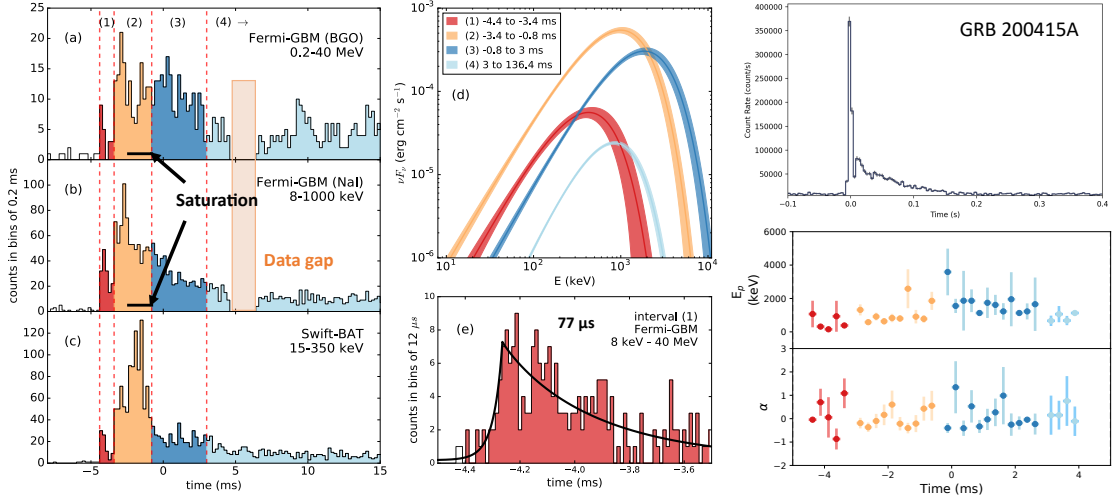 (1) (2) (3) (4) →
(a)
Fermi-GBM (BGO)
0.2-40 MeV
25
20
15
10
5
0
(b)
Saturation
Fermi-GBM (NaI)
8-1000 keV
100
80
60
40
20
0
counts in bins of 0.2 ms
Data gap
(c)
Swift-BAT
15-350 keV
120
100
80
60
40
20
0
−5 0 5 10 15
time (ms)
(1) -4.4 to -3.4 ms
(2) -3.4 to -0.8 ms
(3) -0.8 to 3 ms
(4) 3 to 136.4 ms
(d)
10⁻³
10⁻⁴
10⁻⁵
10⁻⁶
νFν (erg cm⁻² s⁻¹)
10¹ 10² 10³ 10⁴
E (keV)
(e)
77 μs
interval (1)
Fermi-GBM
8 keV - 40 MeV
10
8
6
4
2
0
counts in bins of 12 μs
−4.4 −4.2 −4.0 −3.8 −3.6
time (ms)
GRB 200415A
400000
350000
300000
250000
200000
150000
100000
50000
0
Count Rate (count/s)
−0.1 0.0 0.1 0.2 0.3 0.4
Time (s)
6000
4000
2000
0
Eₚ
(keV)
3
2
1
0
−1
−2
α
−4 −2 0 2 4
Time (ms)